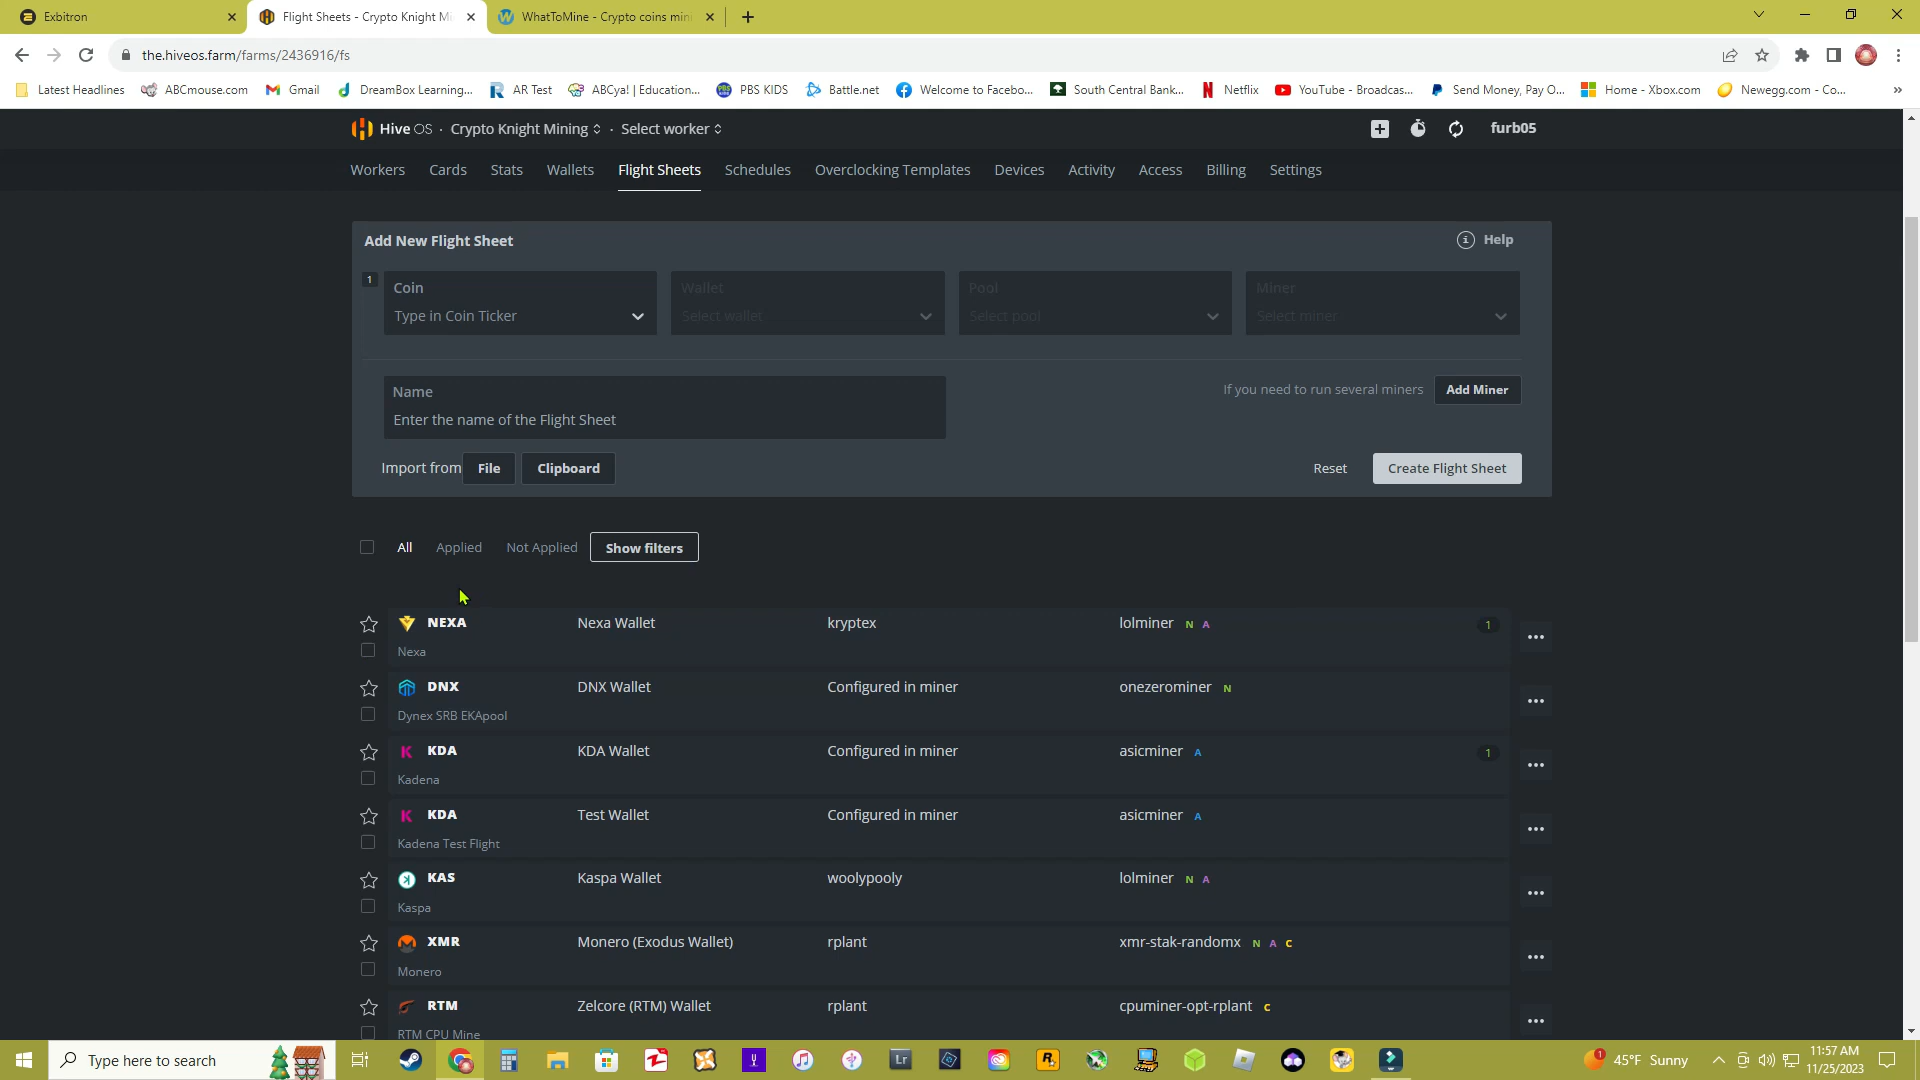 Exbitron
Flight Sheets - Crypto Knight Mi
WhatToMine - Crypto coins min
the.hiveos.farm/farms/2436916/fs
Latest Headlines
ABCmouse.com
Gmail
DreamBox Learning...
AR Test
ABCya! | Education...
PBS KIDS
Battle.net
Welcome to Facebo...
South Central Bank...
Netflix
YouTube - Broadcas...
Send Money, Pay O...
Home - Xbox.com
Newegg.com - Co...
Hive OS · Crypto Knight Mining · Select worker
furb05
Workers Cards Stats Wallets Flight Sheets Schedules Overclocking Templates Devices Activity Access Billing Settings
Add New Flight Sheet
Help
1
Coin
Type in Coin Ticker
Wallet
Select wallet
Pool
Select pool
Miner
Select miner
Name
Enter the name of the Flight Sheet
If you need to run several miners
Add Miner
Import from File Clipboard
Reset
Create Flight Sheet
All Applied Not Applied Show filters
NEXA Nexa Wallet kryptex lolminer N A 1
Nexa
DNX DNX Wallet Configured in miner onezerominer N
Dynex SRB EKApool
KDA KDA Wallet Configured in miner asicminer A 1
Kadena
KDA Test Wallet Configured in miner asicminer A
Kadena Test Flight
KAS Kaspa Wallet woolypooly lolminer N A
Kaspa
XMR Monero (Exodus Wallet) rplant xmr-stak-randomx N A C
Monero
RTM Zelcore (RTM) Wallet rplant cpuminer-opt-rplant C
RTM CPU Mine
Type here to search
Lr
1
45°F Sunny
11:57 AM
11/25/2023